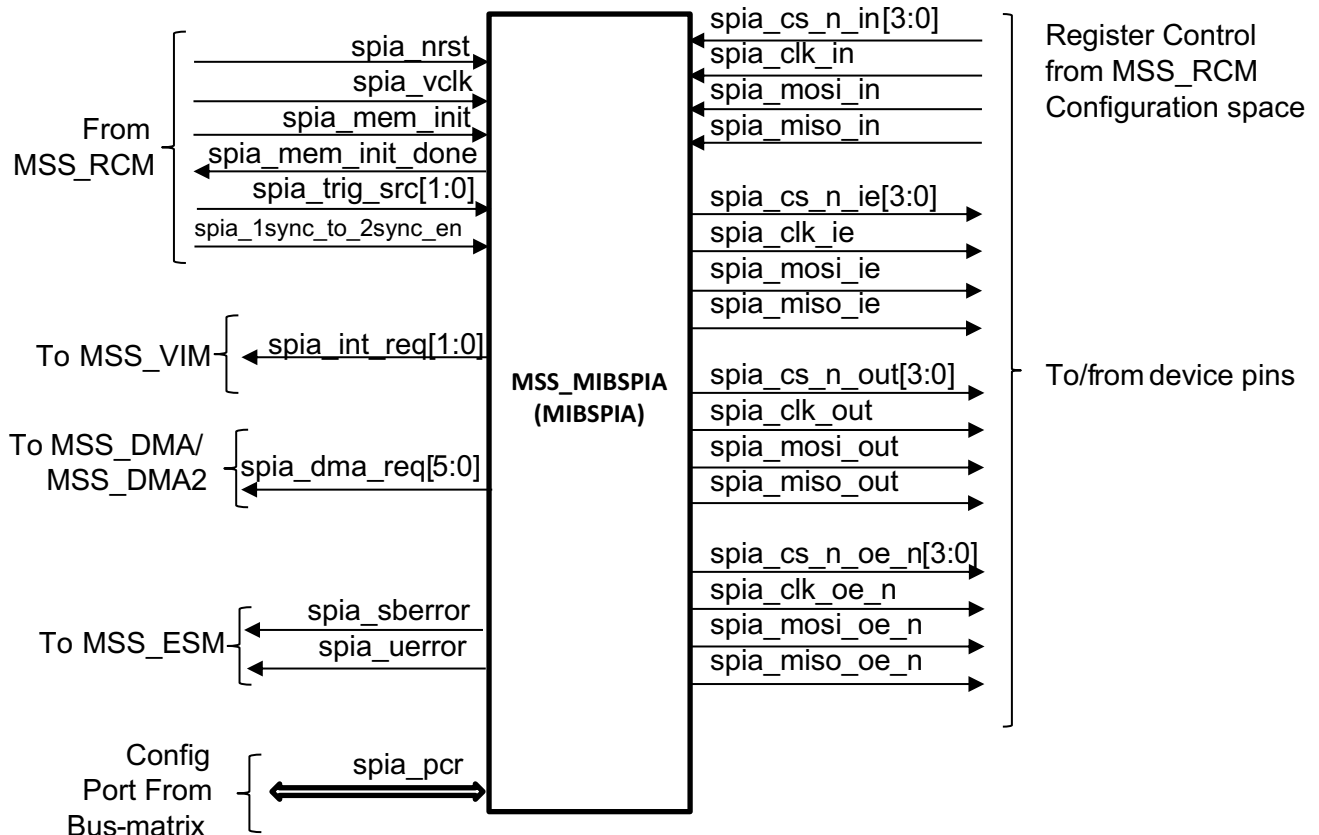 From
MSS_RCM
spia_nrst
spia_vclk
spia_mem_init
spia_mem_init_done
spia_trig_src[1:0]
spia_1sync_to_2sync_en
To MSS_VIM
spia_int_req[1:0]
To MSS_DMA/
MSS_DMA2
spia_dma_req[5:0]
To MSS_ESM
spia_sberror
spia_uerror
Config
Port From
Bus-matrix
spia_pcr
MSS_MIBSPIA
(MIBSPIA)
spia_cs_n_in[3:0]
spia_clk_in
spia_mosi_in
spia_miso_in
spia_cs_n_ie[3:0]
spia_clk_ie
spia_mosi_ie
spia_miso_ie
spia_cs_n_out[3:0]
spia_clk_out
spia_mosi_out
spia_miso_out
spia_cs_n_oe_n[3:0]
spia_clk_oe_n
spia_mosi_oe_n
spia_miso_oe_n
Register Control
from MSS_RCM
Configuration space
To/from device pins